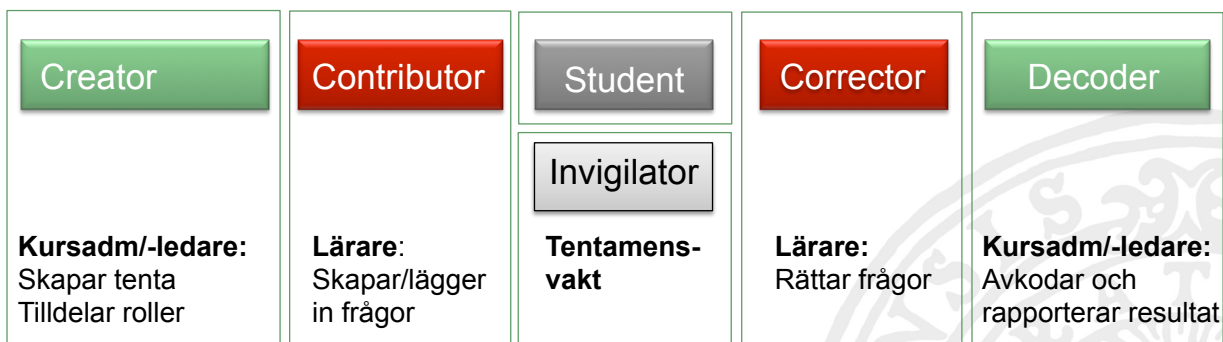 Creator
Kursadm/-ledare:
Skapar tenta
Tilldelar roller
Contributor
Lärare:
Skapar/lägger
in frågor
Student
Invigilator
Tentamens-
vakt
Corrector
Lärare:
Rättar frågor
Decoder
Kursadm/-ledare:
Avkodar och
rapporterar resultat